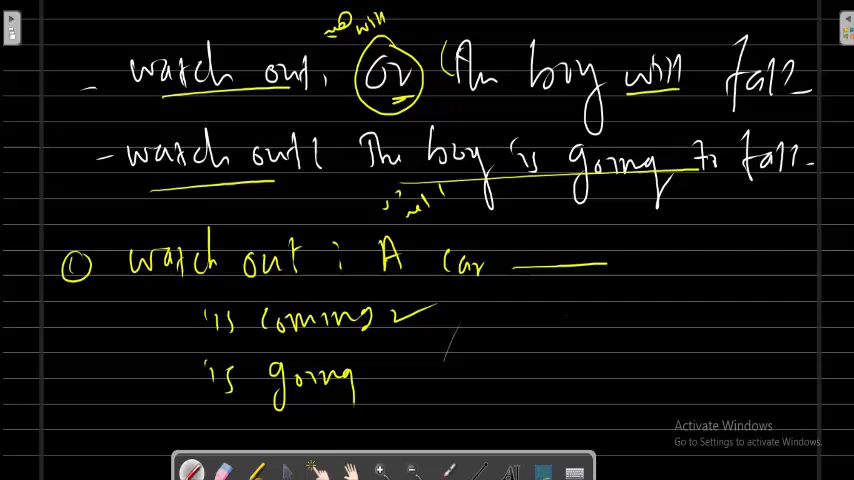 will
- watch out, Or (The boy will fall
- watch out! The boy is going to fall.
① watch out : A car ———
is coming ✓
is going
Activate Windows
Go to Settings to activate Windows.